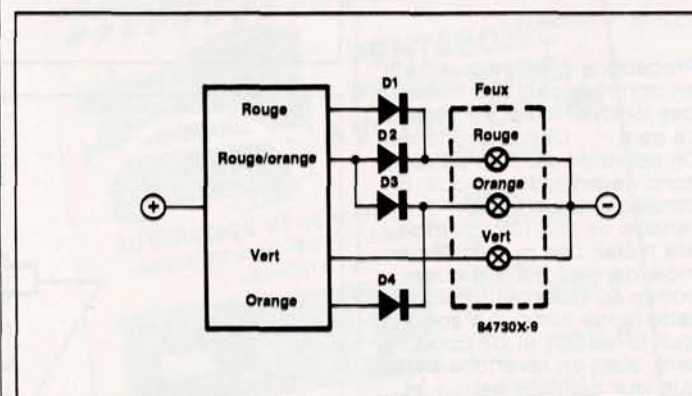 D1
Feux
Rouge
D2
Rouge
Rouge/orange
D3
Orange
+
−
Vert
Vert
D4
Orange
84730X-9